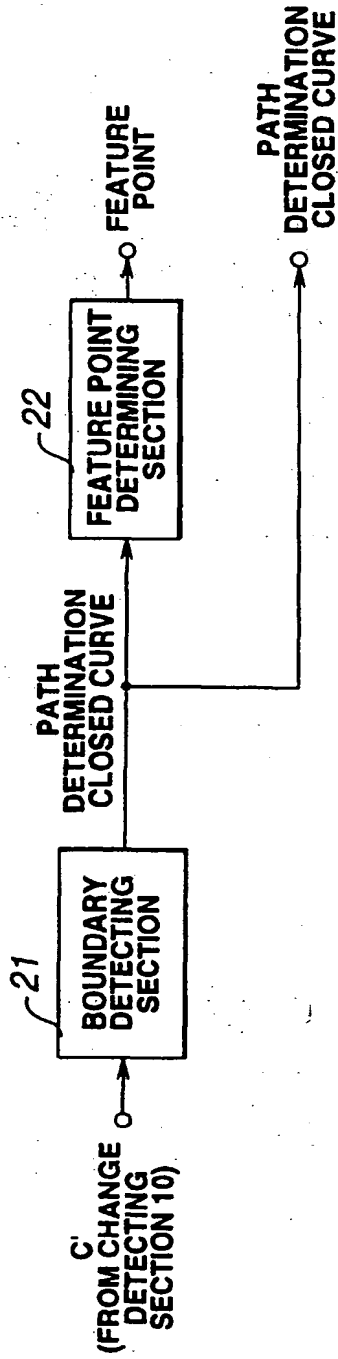 C'
(FROM CHANGE
DETECTING
SECTION 10)
21
BOUNDARY
DETECTING
SECTION
PATH
DETERMINATION
CLOSED CURVE
22
FEATURE POINT
DETERMINING
SECTION
FEATURE
POINT
PATH
DETERMINATION
CLOSED CURVE